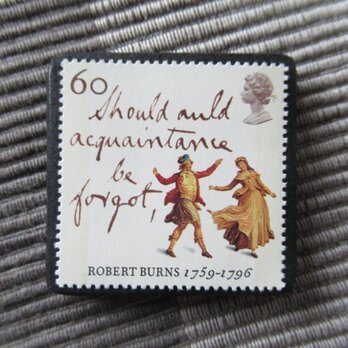 60
Should auld
acquaintance
be
forgot,
ROBERT BURNS 1759-1796